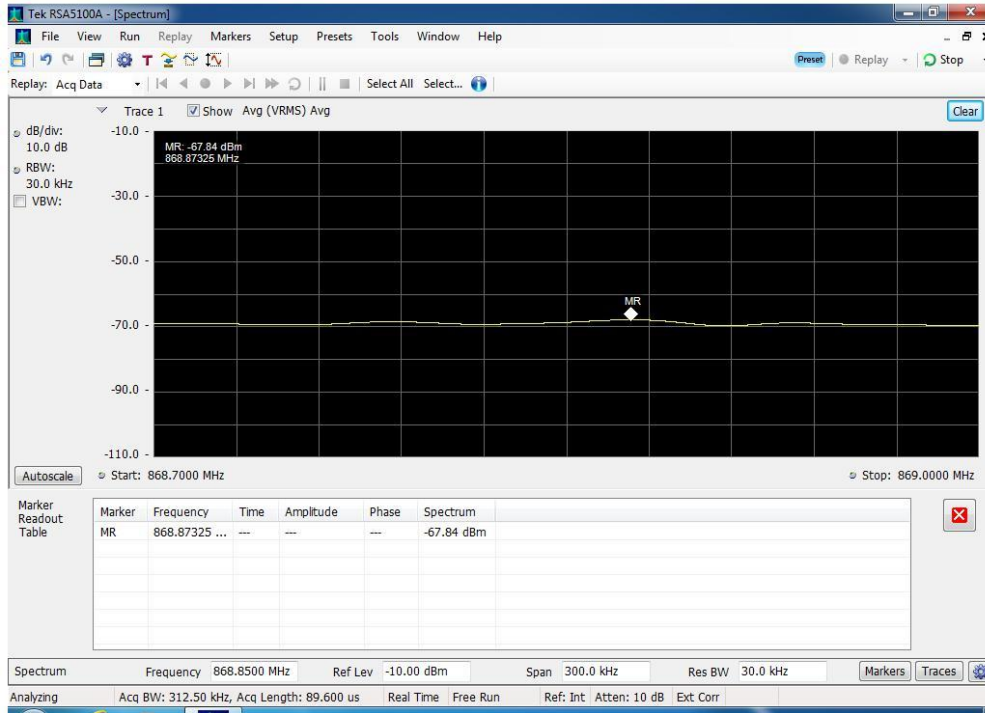 Tek RSA5100A - [Spectrum]
File View Run Replay Markers Setup Presets Tools Window Help
Preset Replay Stop
Replay: Acq Data Select All Select...
Trace 1 Show Avg (VRMS) Avg Clear
dB/div:
10.0 dB
RBW:
30.0 kHz
VBW:
-10.0
-30.0
-50.0
-70.0
-90.0
-110.0
MR: -67.84 dBm
868.87325 MHz
MR
Autoscale Start: 868.7000 MHz Stop: 869.0000 MHz
Marker
Readout
Table
Marker Frequency Time Amplitude Phase Spectrum
MR 868.87325 ... --- --- --- -67.84 dBm
Spectrum Frequency 868.8500 MHz Ref Lev -10.00 dBm Span 300.0 kHz Res BW 30.0 kHz Markers Traces
Analyzing Acq BW: 312.50 kHz, Acq Length: 89.600 us Real Time Free Run Ref: Int Atten: 10 dB Ext Corr